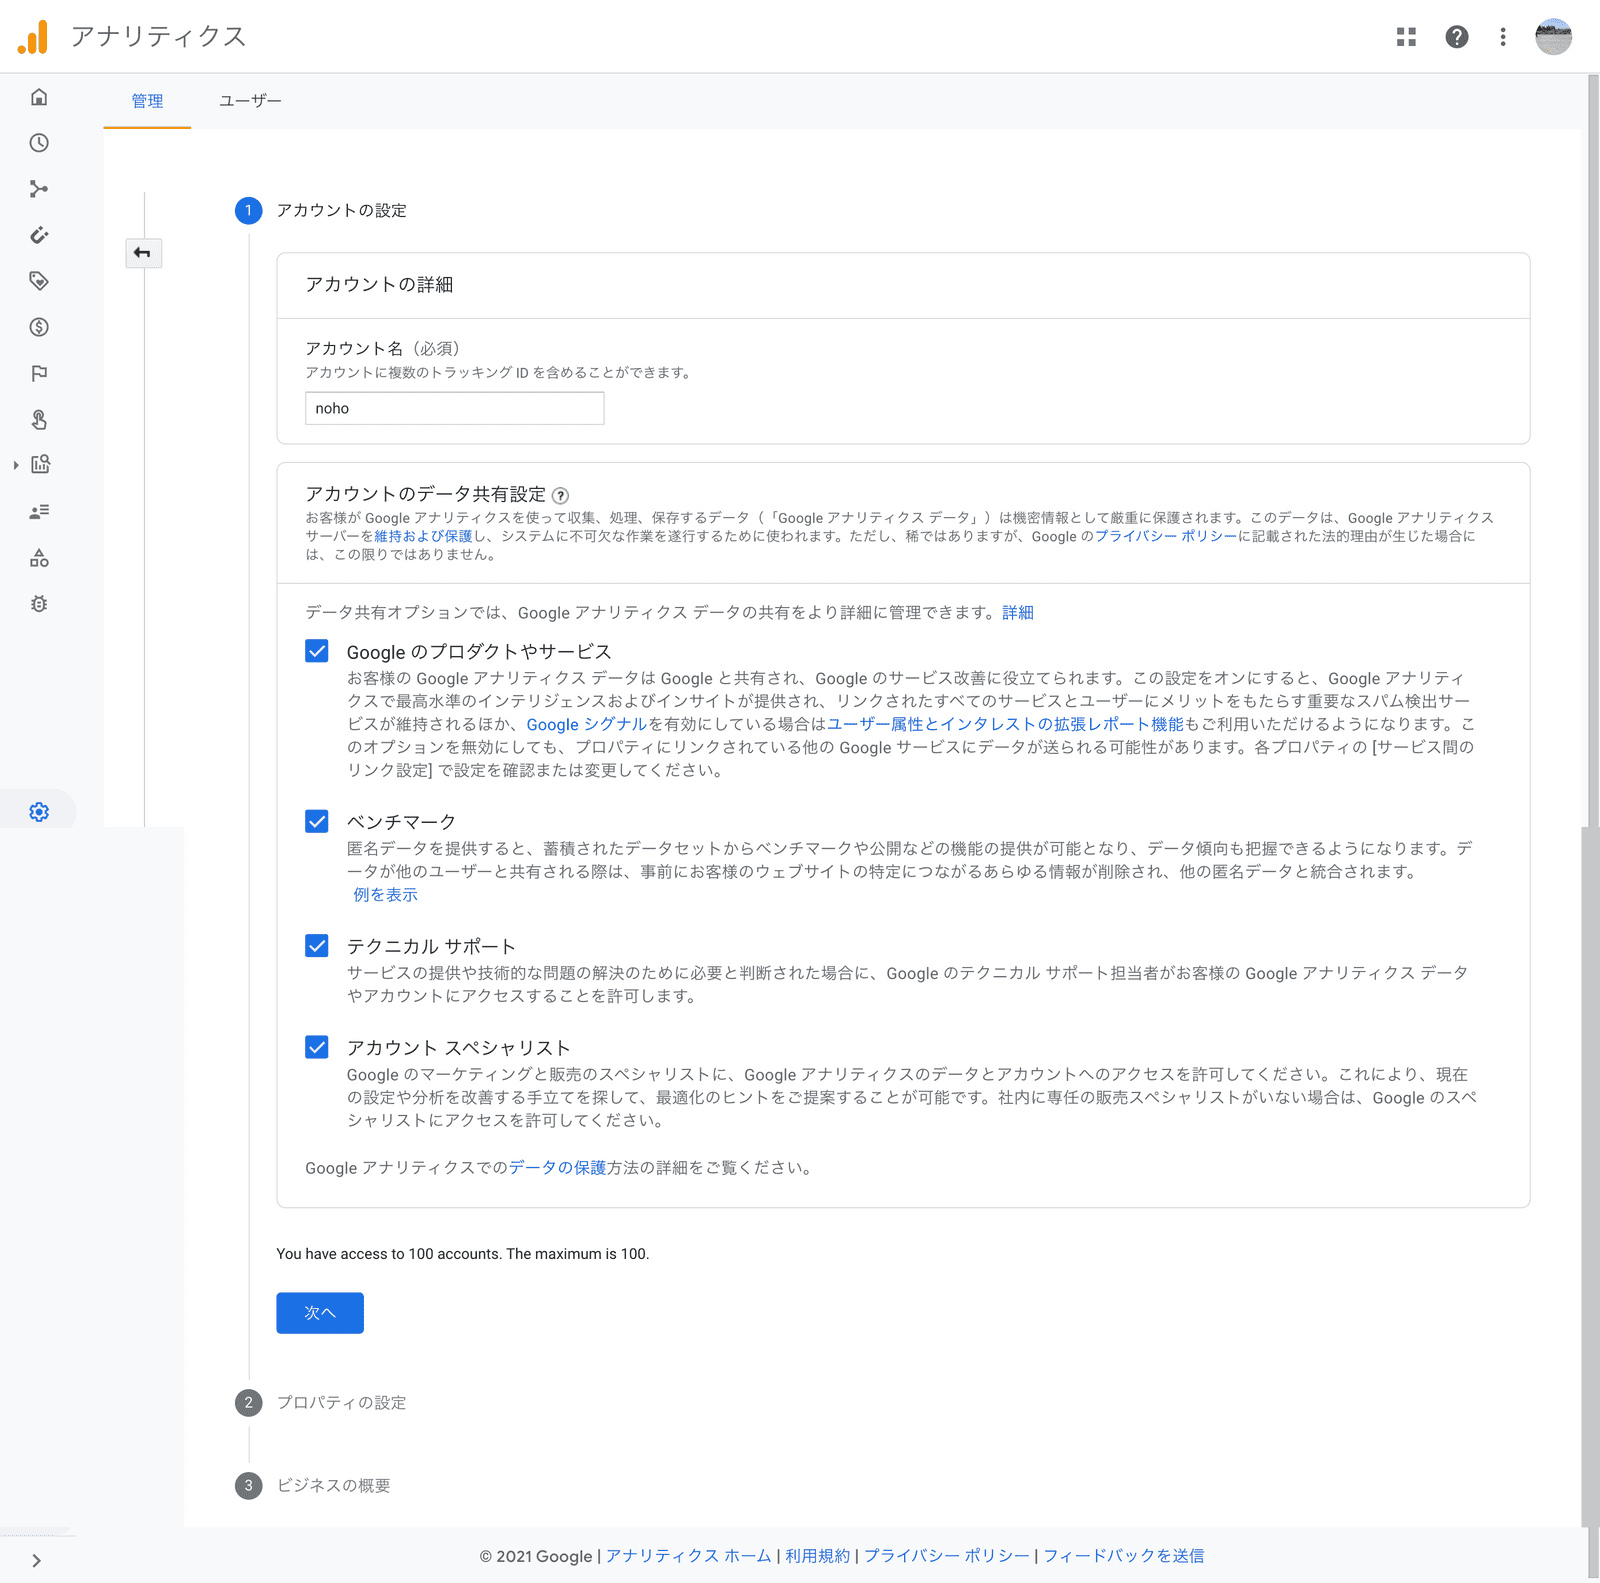 アナリティクス
管理
ユーザー
1 アカウントの設定
アカウントの詳細
アカウント名（必須）
アカウントに複数のトラッキング ID を含めることができます。
noho
アカウントのデータ共有設定 ?
お客様が Google アナリティクスを使って収集、処理、保存するデータ（「Google アナリティクス データ」）は機密情報として厳重に保護されます。このデータは、Google アナリティクス
サーバーを維持および保護し、システムに不可欠な作業を遂行するために使われます。ただし、稀ではありますが、Google のプライバシー ポリシーに記載された法的理由が生じた場合に
は、この限りではありません。
データ共有オプションでは、Google アナリティクス データの共有をより詳細に管理できます。詳細
Google のプロダクトやサービス
お客様の Google アナリティクス データは Google と共有され、Google のサービス改善に役立てられます。この設定をオンにすると、Google アナリティ
クスで最高水準のインテリジェンスおよびインサイトが提供され、リンクされたすべてのサービスとユーザーにメリットをもたらす重要なスパム検出サー
ビスが維持されるほか、Google シグナルを有効にしている場合はユーザー属性とインタレストの拡張レポート機能もご利用いただけるようになります。こ
のオプションを無効にしても、プロパティにリンクされている他の Google サービスにデータが送られる可能性があります。各プロパティの [サービス間の
リンク設定] で設定を確認または変更してください。
ベンチマーク
匿名データを提供すると、蓄積されたデータセットからベンチマークや公開などの機能の提供が可能となり、データ傾向も把握できるようになります。デ
ータが他のユーザーと共有される際は、事前にお客様のウェブサイトの特定につながるあらゆる情報が削除され、他の匿名データと統合されます。
例を表示
テクニカル サポート
サービスの提供や技術的な問題の解決のために必要と判断された場合に、Google のテクニカル サポート担当者がお客様の Google アナリティクス データ
やアカウントにアクセスすることを許可します。
アカウント スペシャリスト
Google のマーケティングと販売のスペシャリストに、Google アナリティクスのデータとアカウントへのアクセスを許可してください。これにより、現在
の設定や分析を改善する手立てを探して、最適化のヒントをご提案することが可能です。社内に専任の販売スペシャリストがいない場合は、Google のスペ
シャリストにアクセスを許可してください。
Google アナリティクスでのデータの保護方法の詳細をご覧ください。
You have access to 100 accounts. The maximum is 100.
次へ
2 プロパティの設定
3 ビジネスの概要
© 2021 Google | アナリティクス ホーム | 利用規約 | プライバシー ポリシー | フィードバックを送信